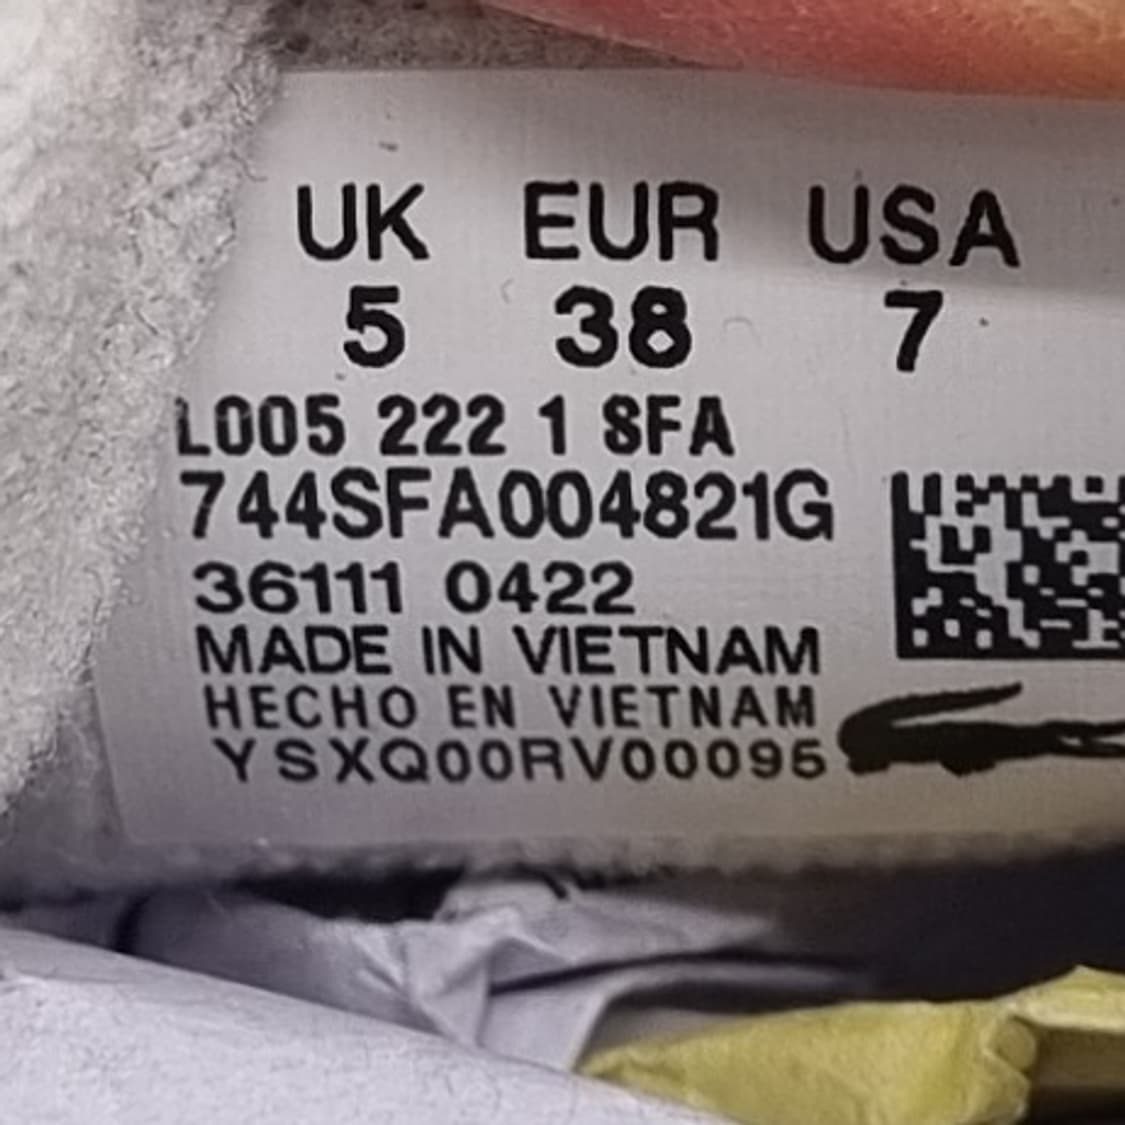 UK EUR USA
5 38 7
L005 222 1 SFA
744SFA004821G
36111 0422
MADE IN VIETNAM
HECHO EN VIETNAM
YSXQ00RV00095